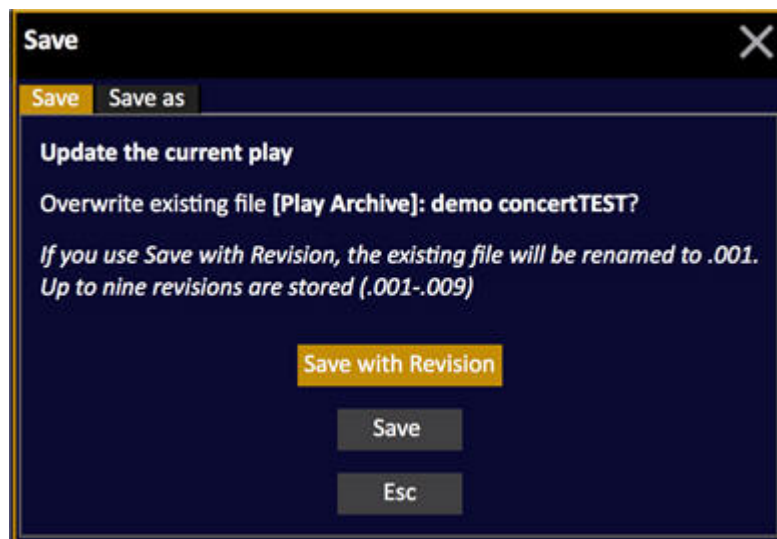 Save
Save Save as
Update the current play
Overwrite existing file [Play Archive]: demo concertTEST?
If you use Save with Revision, the existing file will be renamed to .001.
Up to nine revisions are stored (.001-.009)
Save with Revision
Save
Esc